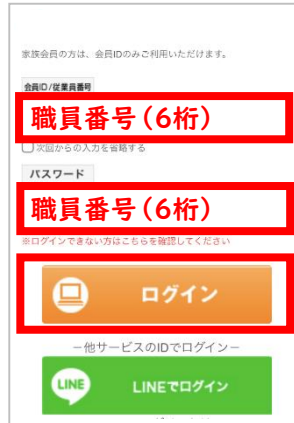 家族会員の方は、会員IDのみご利用いただけます。
会員ID/従業員番号
職員番号(6桁)
次回からの入力を省略する
パスワード
職員番号(6桁)
※ログインできない方はこちらを確認してください
ログイン
－他サービスのIDでログイン－
LINE
LINEでログイン